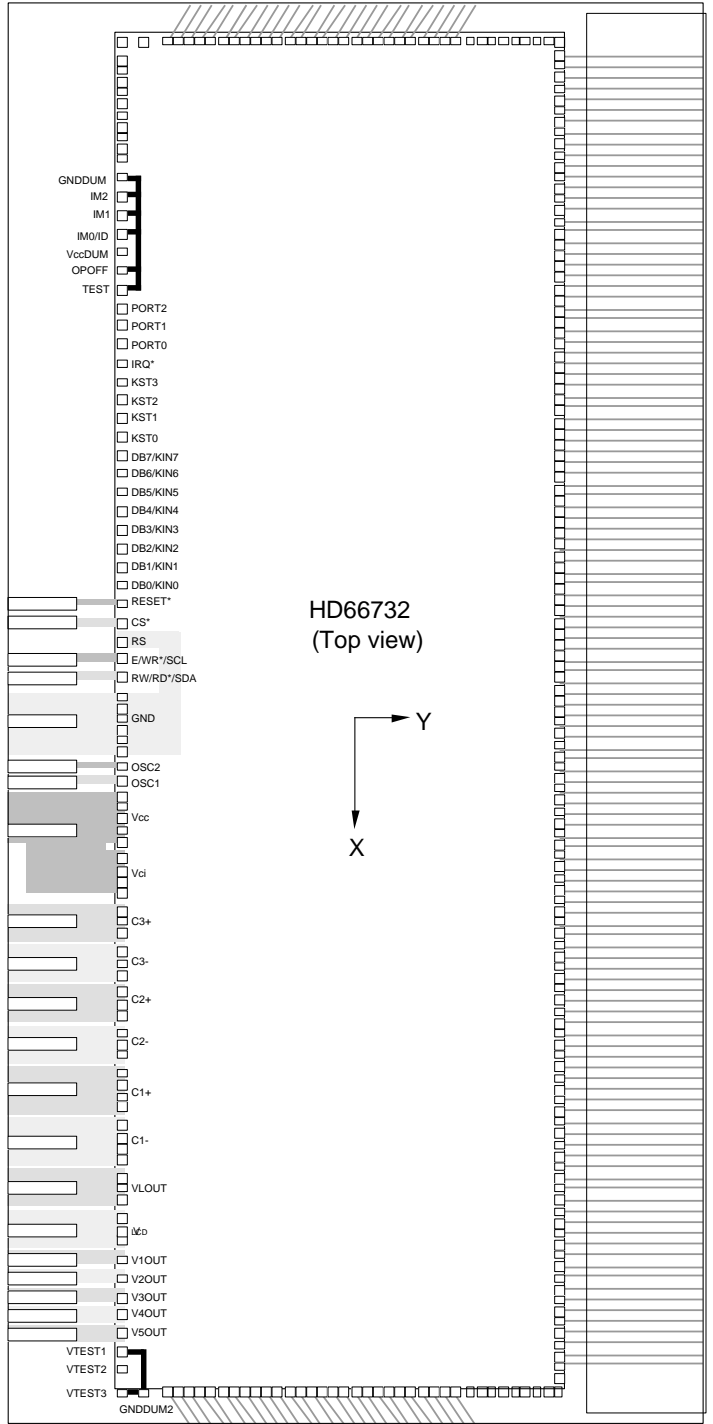 GNDDUM
IM2
IM1
IM0/ID
VccDUM
OPOFF
TEST
PORT2
PORT1
PORT0
IRQ*
KST3
KST2
KST1
KST0
DB7/KIN7
DB6/KIN6
DB5/KIN5
DB4/KIN4
DB3/KIN3
DB2/KIN2
DB1/KIN1
DB0/KIN0
RESET*
HD66732
(Top view)
CS*
RS
E/WR*/SCL
RW/RD*/SDA
GND
Y
OSC2
OSC1
Vcc
X
Vci
C3+
C3-
C2+
C2-
C1+
C1-
VLOUT
VLCD
V1OUT
V2OUT
V3OUT
V4OUT
V5OUT
VTEST1
VTEST2
VTEST3
GNDDUM2